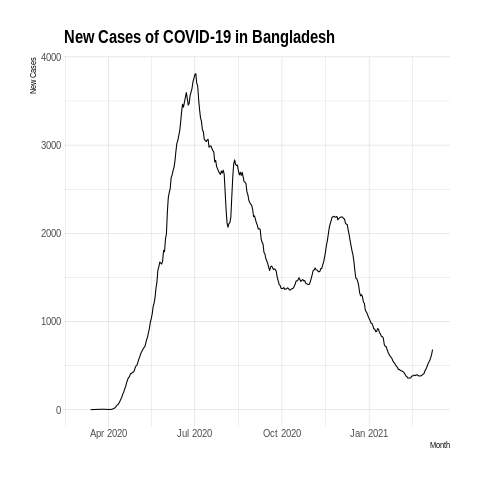 New Cases of COVID-19 in Bangladesh
New Cases
4000
3000
2000
1000
0
Apr 2020
Jul 2020
Oct 2020
Jan 2021
Month